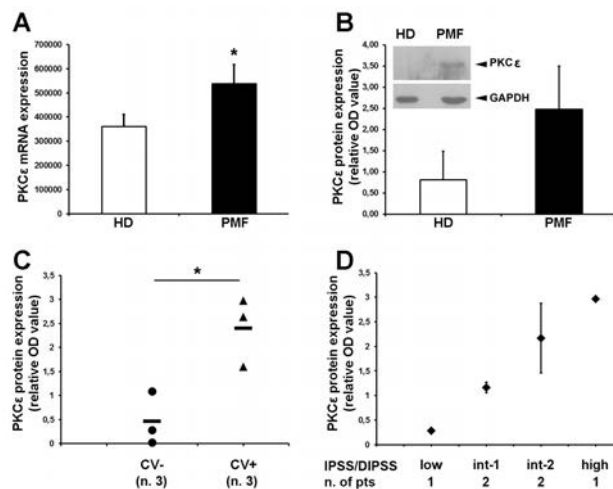 A
PKCε mRNA expression
700000
600000
500000
400000
300000
200000
100000
0
*
HD PMF
B
PKCε protein expression
(relative OD value)
4,00
3,50
3,00
2,50
2,00
1,50
1,00
0,50
0,00
HD PMF
PKCε
GAPDH
HD PMF
C
PKCε protein expression
(relative OD value)
3,5
3
2,5
2
1,5
1
0,5
0
*
CV- CV+
(n. 3) (n. 3)
D
PKCε protein expression
(relative OD value)
3,5
3
2,5
2
1,5
1
0,5
0
IPSS/DIPSS low int-1 int-2 high
n. of pts 1 2 2 1